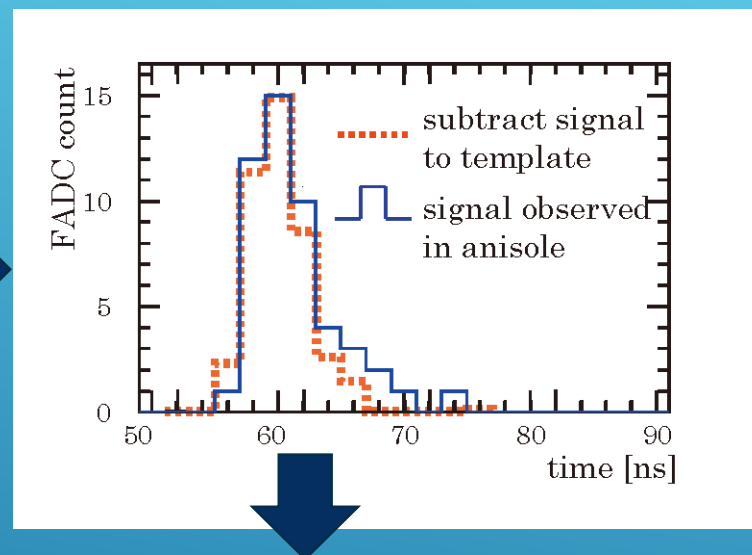 FADC count
15
10
5
0
subtract signal
to template
signal observed
in anisole
50 60 70 80 90
time [ns]